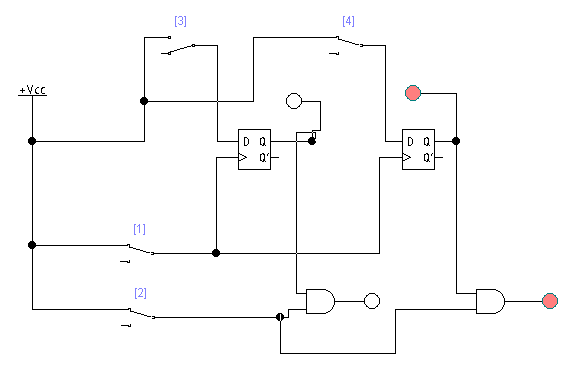 [3]
[4]
+Vcc
D Q
Q'
D Q
Q'
[1]
[2]